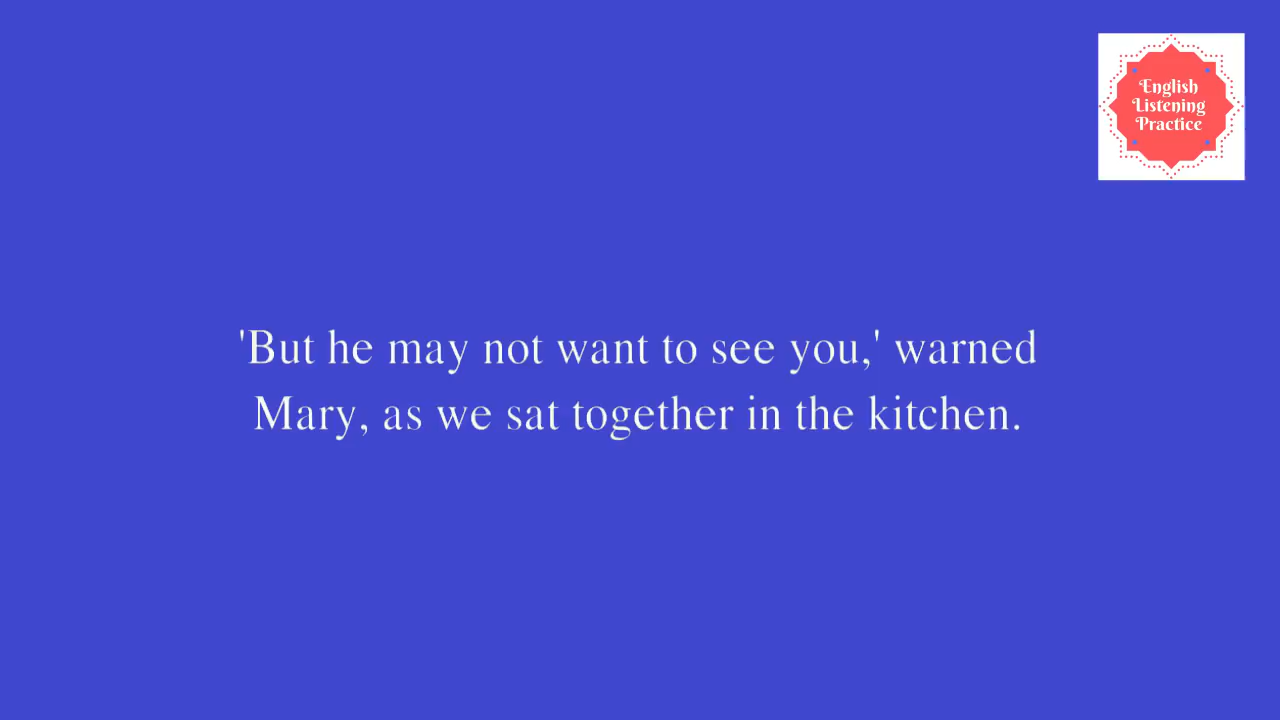 English
Listening
Practice
'But he may not want to see you,' warned
Mary, as we sat together in the kitchen.